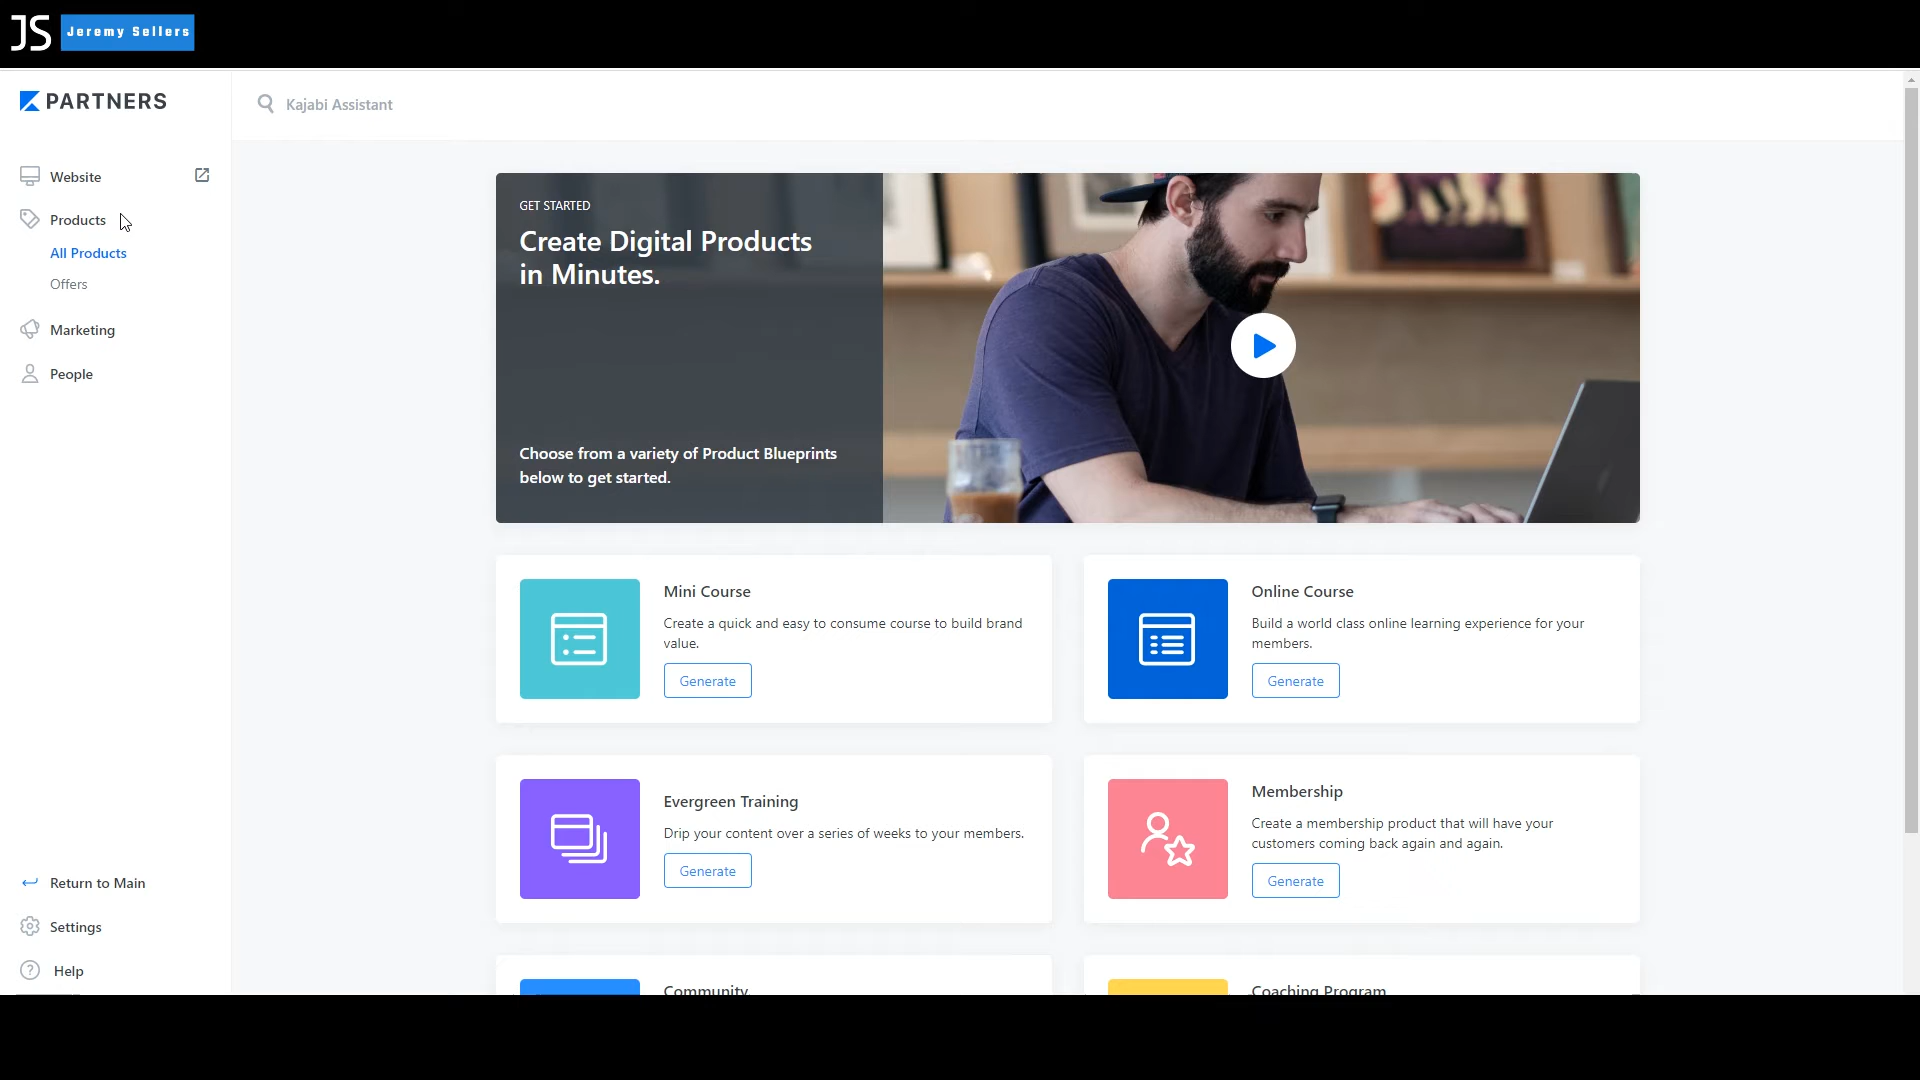 JS Jeremy Sellers
PARTNERS
Kajabi Assistant
Website
Products
All Products
Offers
Marketing
People
Return to Main
Settings
Help
GET STARTED
Create Digital Products
in Minutes.
Choose from a variety of Product Blueprints
below to get started.
Mini Course
Create a quick and easy to consume course to build brand
value.
Generate
Online Course
Build a world class online learning experience for your
members.
Generate
Evergreen Training
Drip your content over a series of weeks to your members.
Generate
Membership
Create a membership product that will have your
customers coming back again and again.
Generate
Community
Coaching Program